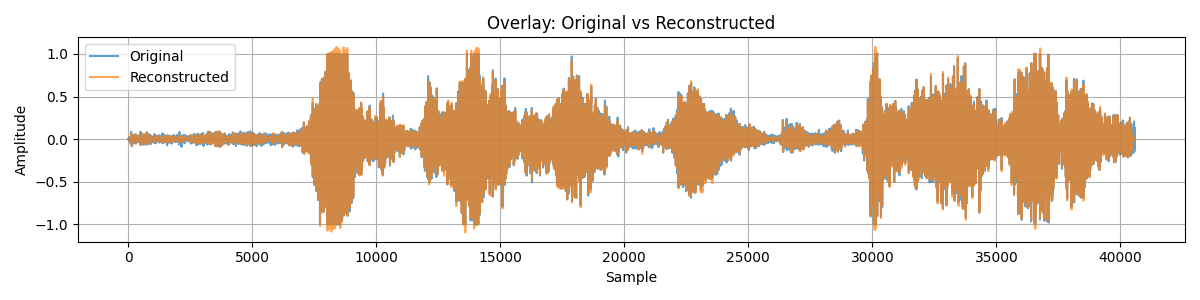 Overlay: Original vs Reconstructed
Original
Reconstructed
1.0
0.5
0.0
−0.5
−1.0
Amplitude
0 5000 10000 15000 20000 25000 30000 35000 40000
Sample